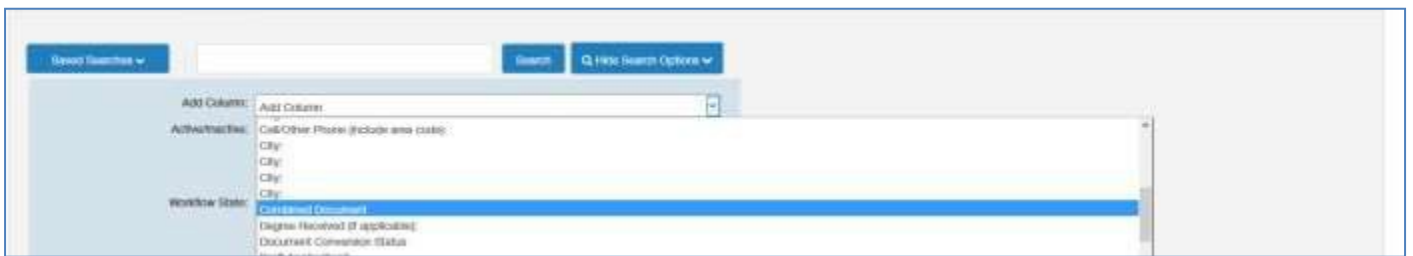 Saved Searches
Search
Hide Search Options
Add Column:
Add Column
Active/Inactive:
Cell/Other Phone (include area code):
City:
City:
City:
City:
Workflow State:
Combined Document
Degree Received (if applicable):
Document Conversion Status